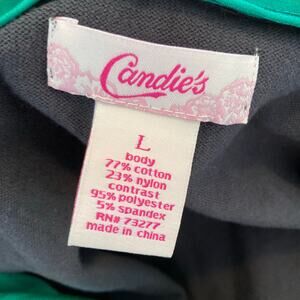 Candie's
L
body
77% cotton
23% nylon
contrast
95% polyester
5% spandex
RN# 73277
made in china